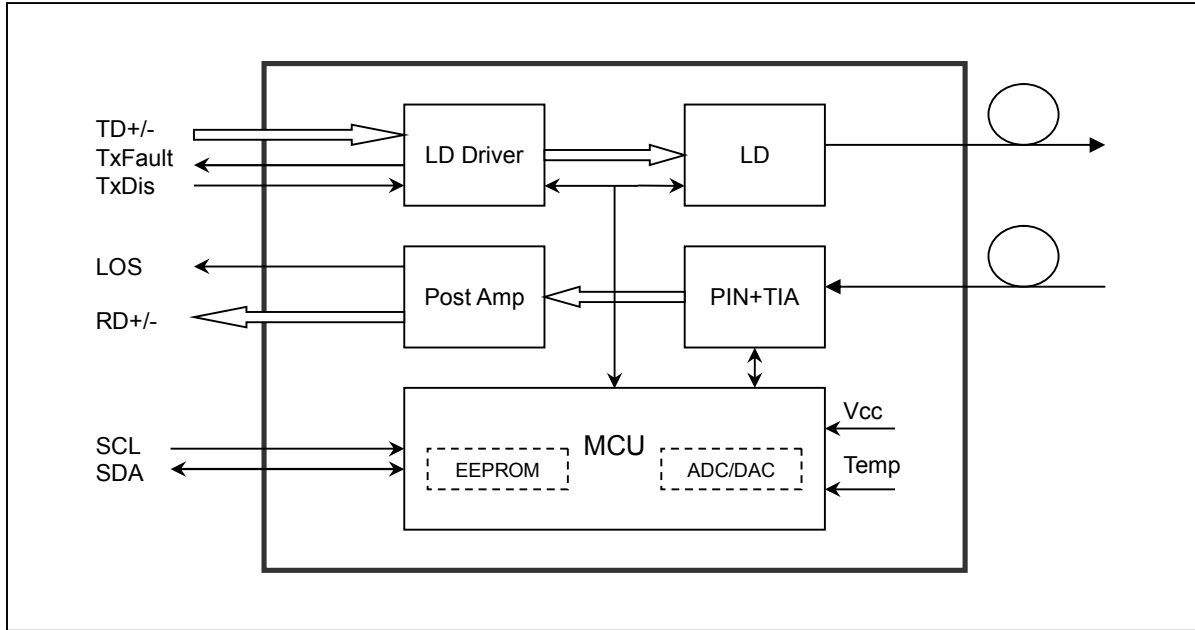 TD+/-
TxFault
TxDis
LD Driver
LD
LOS
RD+/-
Post Amp
PIN+TIA
SCL
SDA
MCU
EEPROM
ADC/DAC
Vcc
Temp